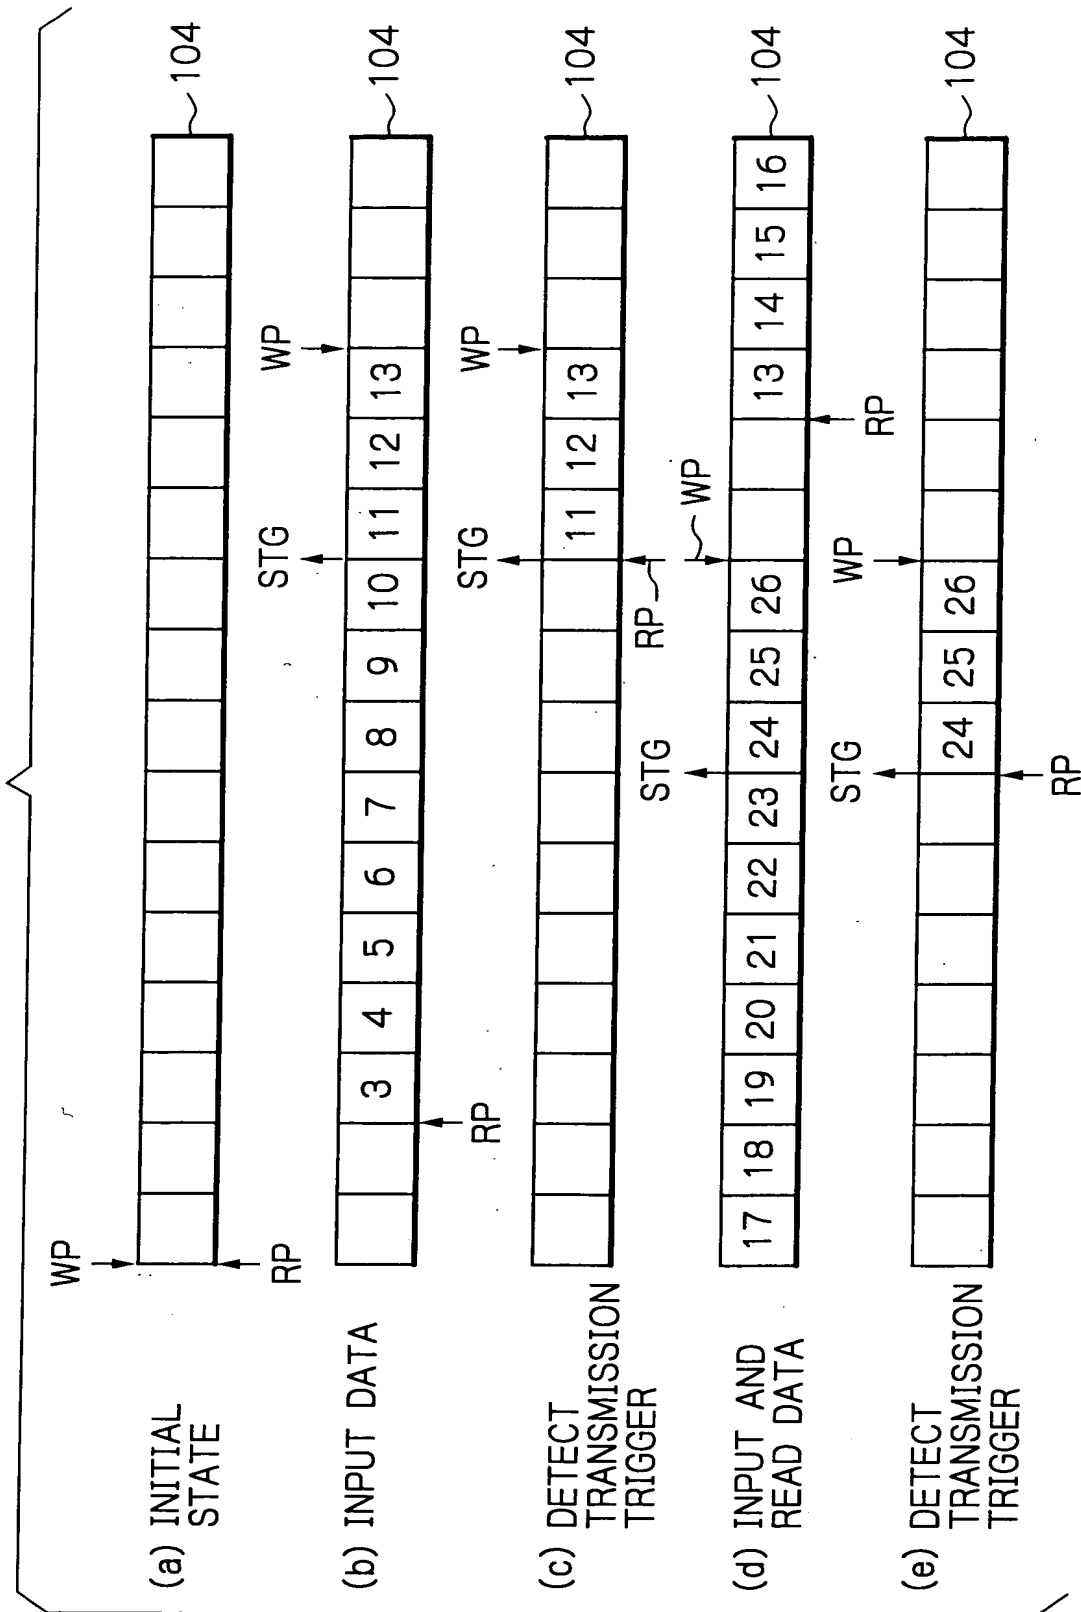 (a) INITIAL
STATE
WP
RP
104
(b) INPUT DATA
STG
WP
3 4 5 6 7 8 9 10 11 12 13
RP
104
(c) DETECT
TRANSMISSION
TRIGGER
STG
WP
11 12 13
RP
104
(d) INPUT AND
READ DATA
STG
WP
17 18 19 20 21 22 23 24 25 26 13 14 15 16
RP
104
(e) DETECT
TRANSMISSION
TRIGGER
STG
WP
24 25 26
RP
104